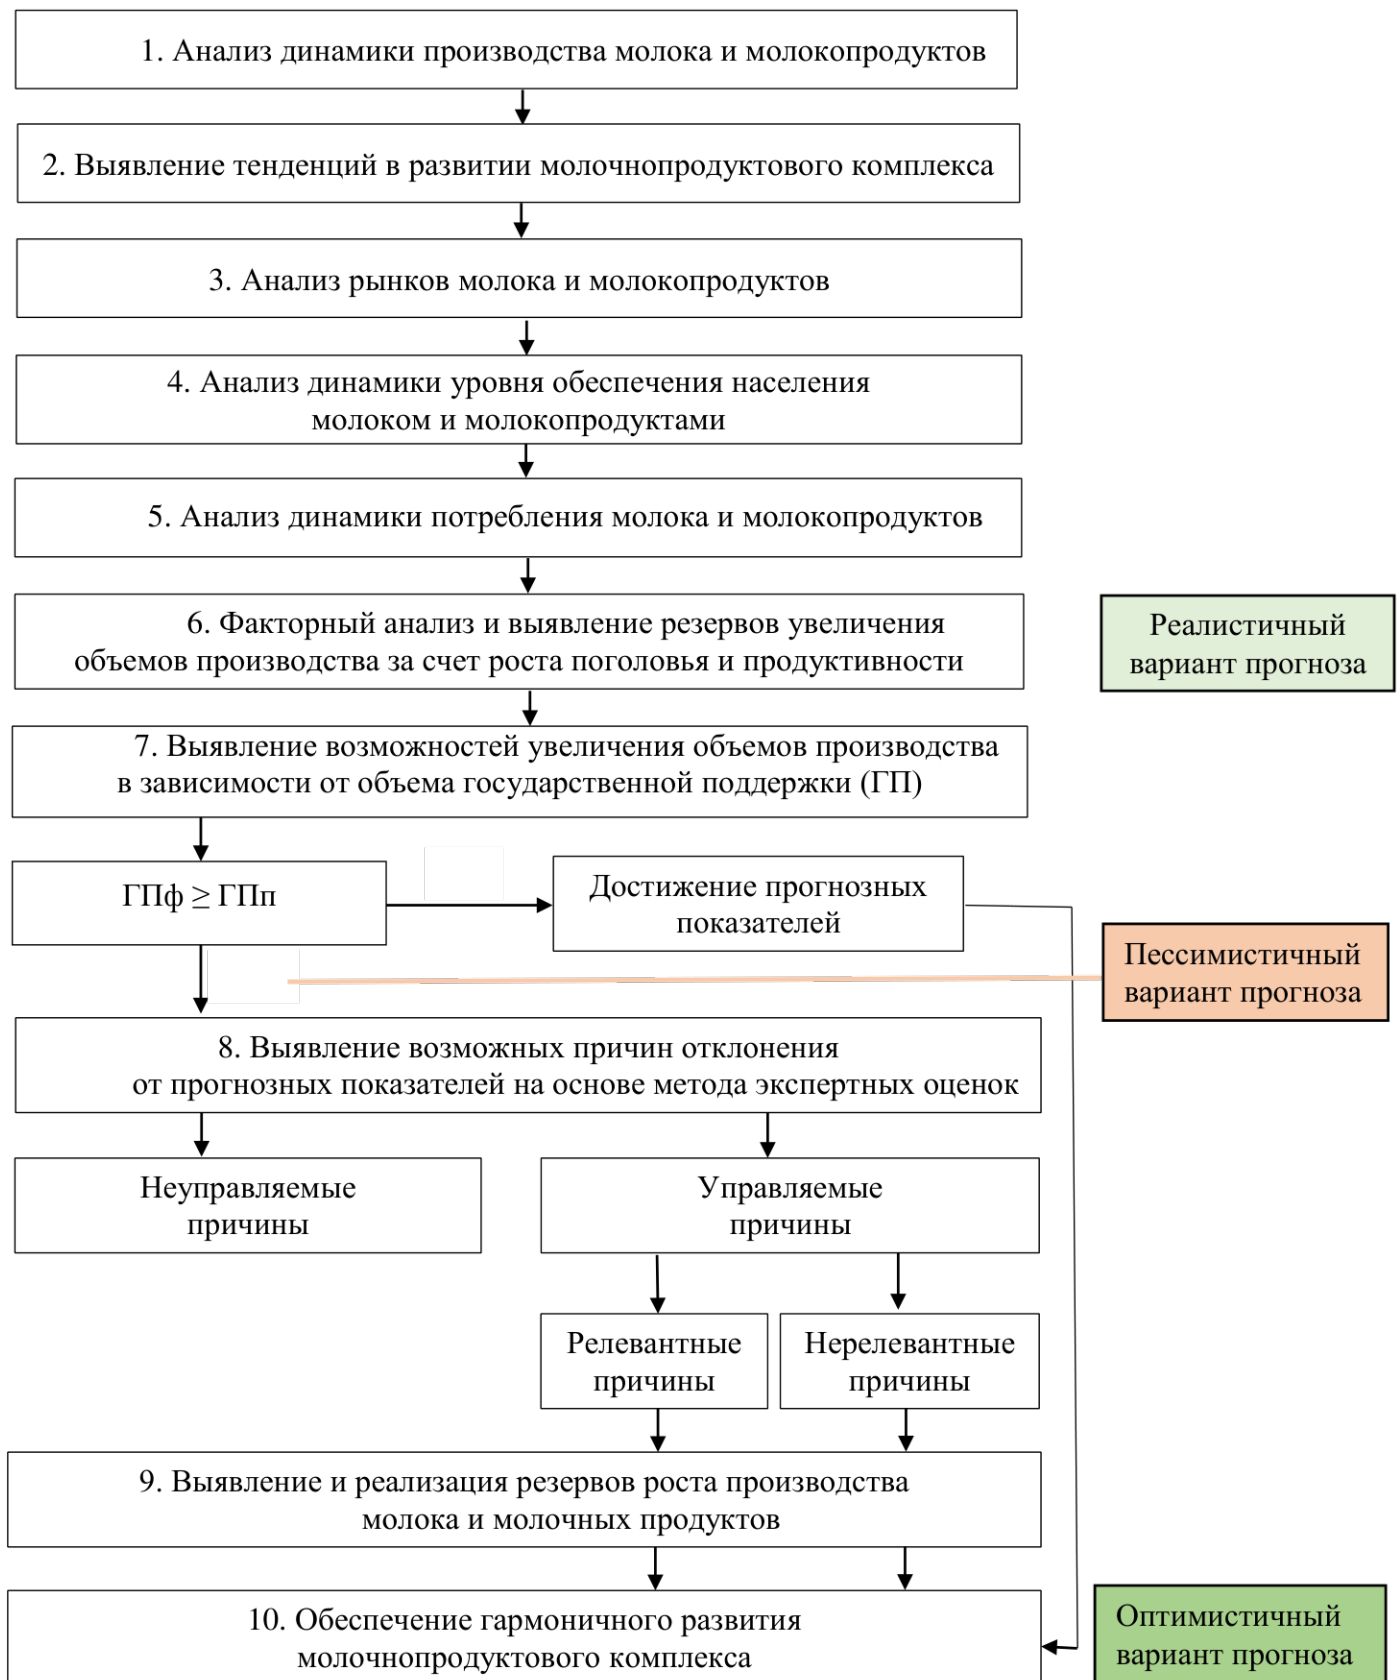 1. Анализ динамики производства молока и молокопродуктов
2. Выявление тенденций в развитии молочнопродуктового комплекса
3. Анализ рынков молока и молокопродуктов
4. Анализ динамики уровня обеспечения населения
молоком и молокопродуктами
5. Анализ динамики потребления молока и молокопродуктов
6. Факторный анализ и выявление резервов увеличения
объемов производства за счет роста поголовья и продуктивности
Реалистичный
вариант прогноза
7. Выявление возможностей увеличения объемов производства
в зависимости от объема государственной поддержки (ГП)
ГПф ≥ ГПп
Достижение прогнозных
показателей
Пессимистичный
вариант прогноза
8. Выявление возможных причин отклонения
от прогнозных показателей на основе метода экспертных оценок
Неуправляемые
причины
Управляемые
причины
Релевантные
причины
Нерелевантные
причины
9. Выявление и реализация резервов роста производства
молока и молочных продуктов
10. Обеспечение гармоничного развития
молочнопродуктового комплекса
Оптимистичный
вариант прогноза